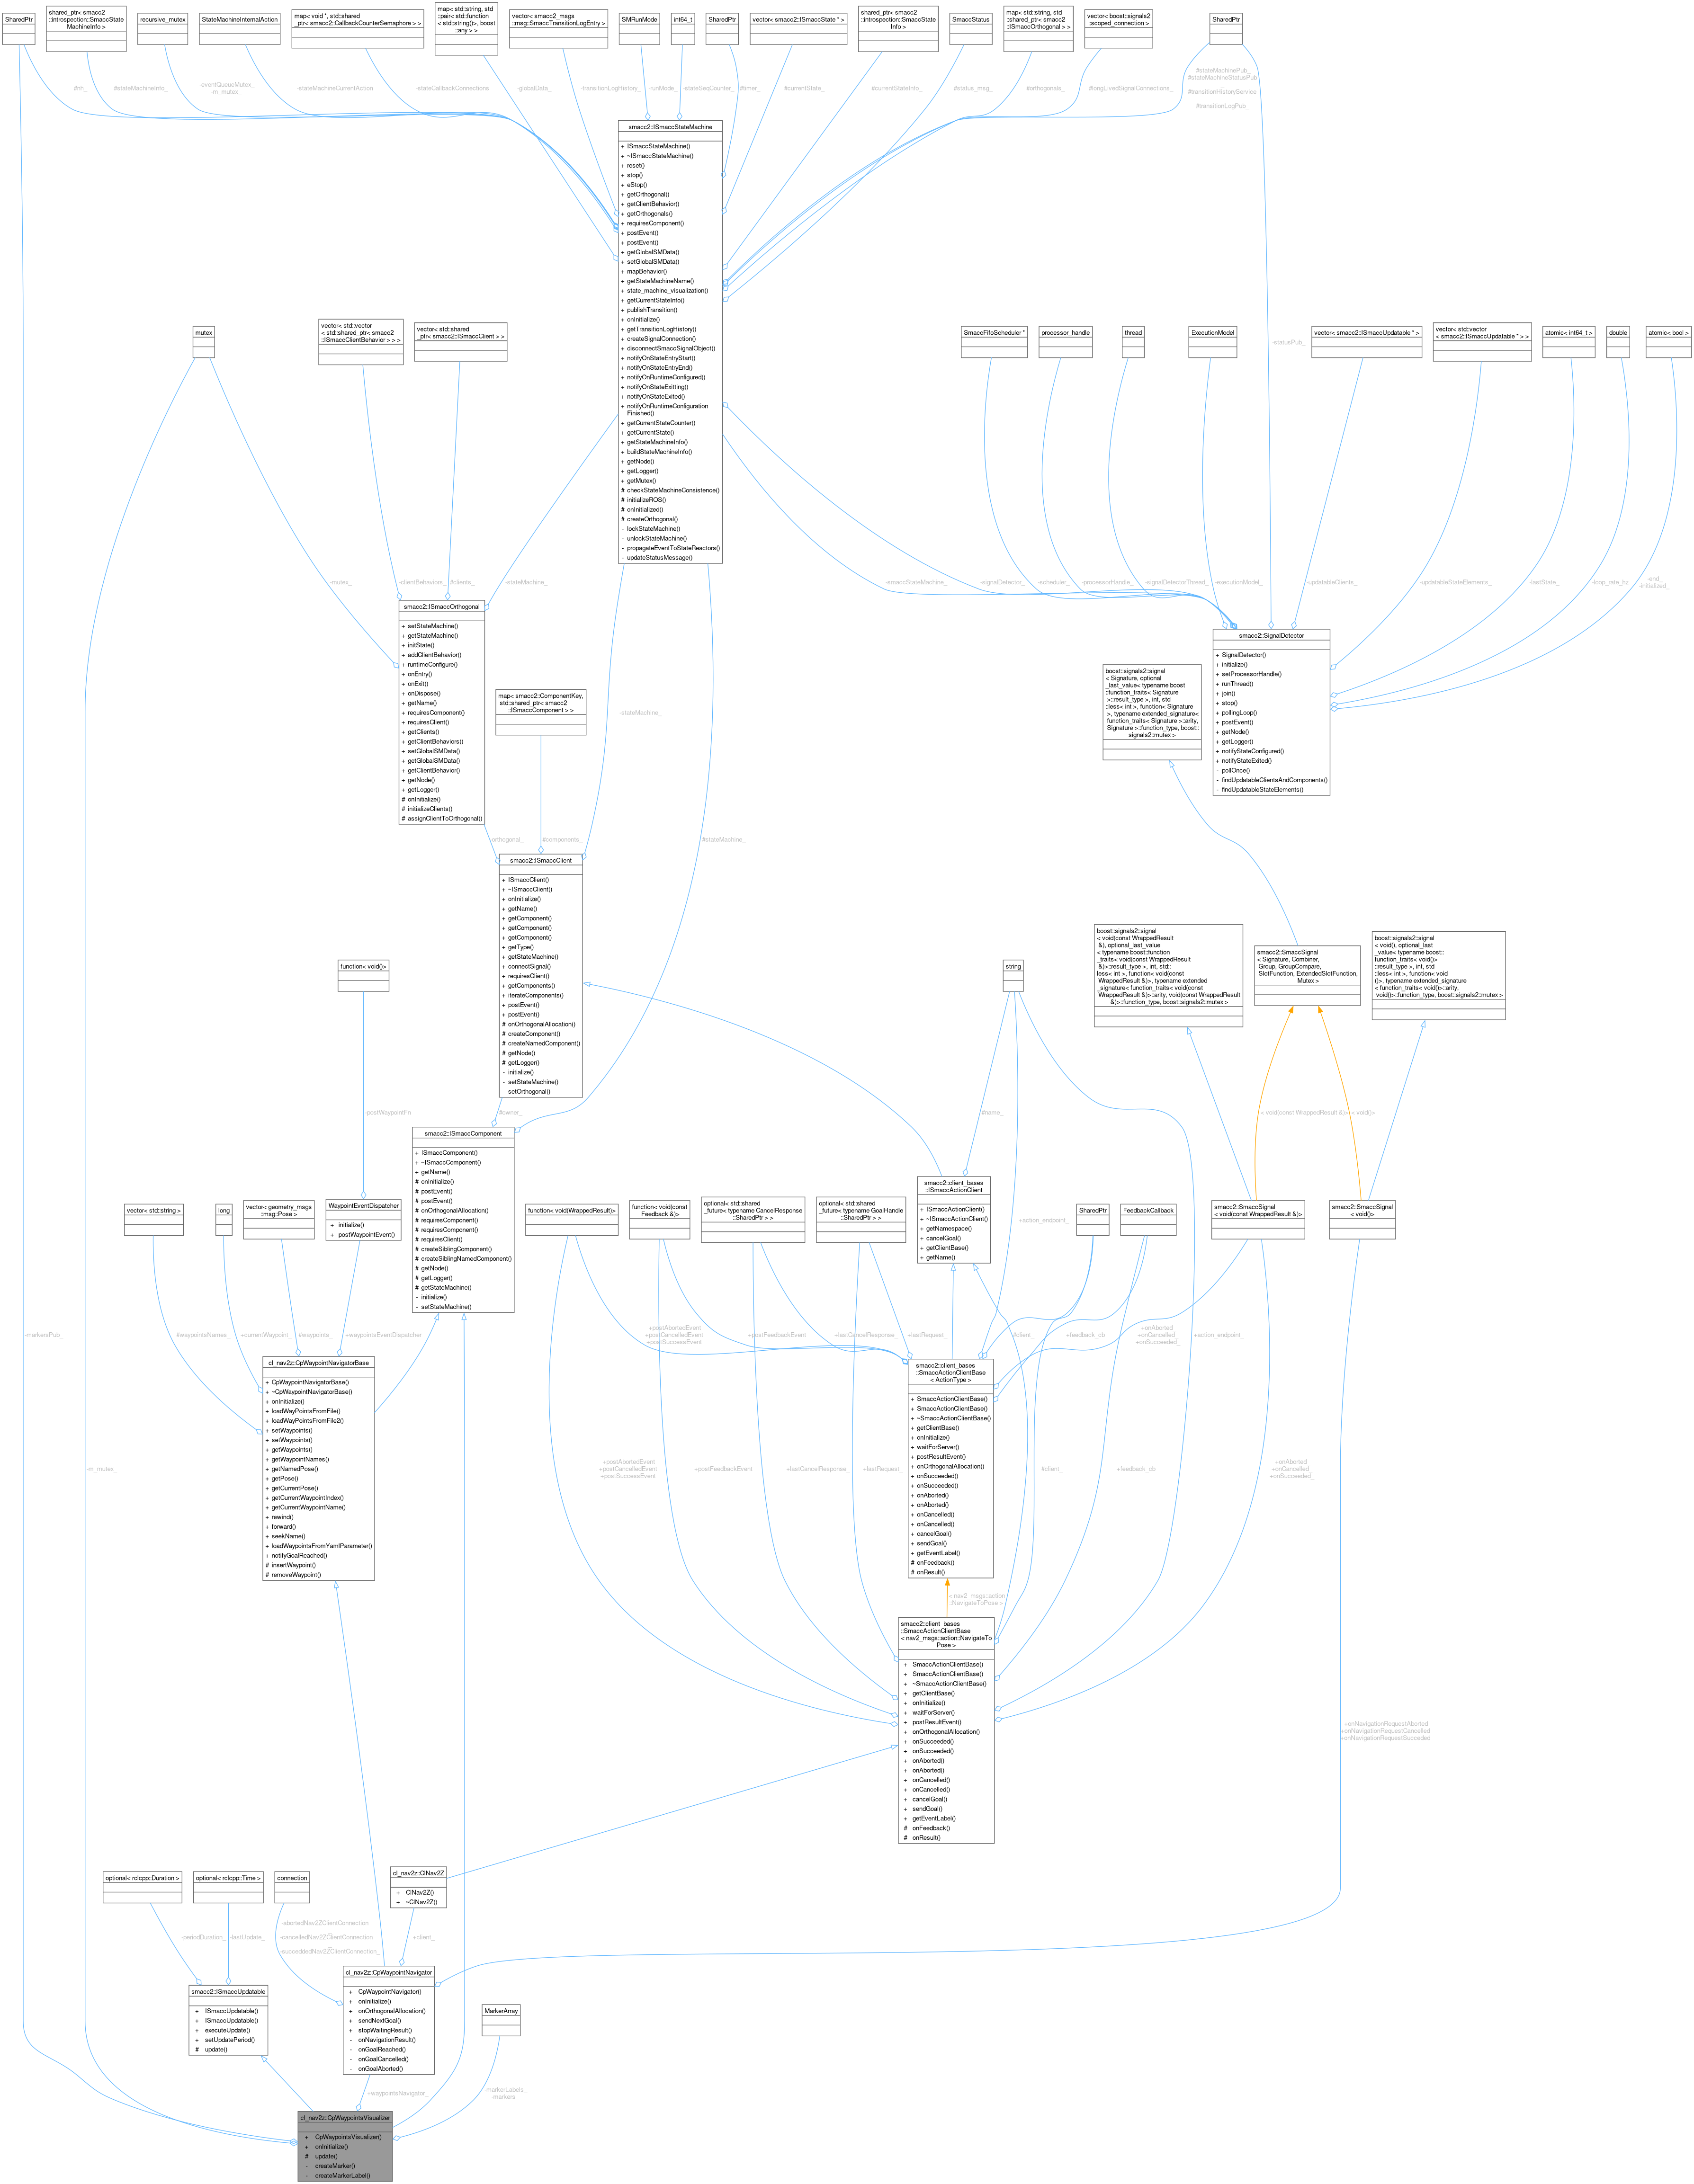 SharedPtr
shared_ptr< smacc2
::introspection::SmaccState
MachineInfo >
recursive_mutex
StateMachineInternalAction
map< void *, std::shared
_ptr< smacc2::CallbackCounterSemaphore > >
map< std::string, std
::pair< std::function
< std::string()>, boost
::any > >
vector< smacc2_msgs
::msg::SmaccTransitionLogEntry >
SMRunMode
int64_t
SharedPtr
vector< smacc2::ISmaccState * >
shared_ptr< smacc2
::introspection::SmaccState
Info >
SmaccStatus
map< std::string, std
::shared_ptr< smacc2
::ISmaccOrthogonal > >
vector< boost::signals2
::scoped_connection >
SharedPtr
#nh_
#stateMachineInfo_
-eventQueueMutex_
-m_mutex_
-stateMachineCurrentAction
-stateCallbackConnections
-globalData_
-transitionLogHistory_
-runMode_
-stateSeqCounter_
#timer_
#currentState_
#currentStateInfo_
#status_msg_
#orthogonals_
#longLivedSignalConnections_
#stateMachinePub_
#stateMachineStatusPub
_
#transitionHistoryService
_
#transitionLogPub_
smacc2::ISmaccStateMachine
+ ISmaccStateMachine()
+ ~ISmaccStateMachine()
+ reset()
+ stop()
+ eStop()
+ getOrthogonal()
+ getClientBehavior()
+ getOrthogonals()
+ requiresComponent()
+ postEvent()
+ postEvent()
+ getGlobalSMData()
+ setGlobalSMData()
+ mapBehavior()
+ getStateMachineName()
+ state_machine_visualization()
+ getCurrentStateInfo()
+ publishTransition()
+ onInitialize()
+ getTransitionLogHistory()
+ createSignalConnection()
+ disconnectSmaccSignalObject()
+ notifyOnStateEntryStart()
+ notifyOnStateEntryEnd()
+ notifyOnRuntimeConfigured()
+ notifyOnStateExitting()
+ notifyOnStateExited()
+ notifyOnRuntimeConfiguration
Finished()
+ getCurrentStateCounter()
+ getCurrentState()
+ getStateMachineInfo()
+ buildStateMachineInfo()
+ getNode()
+ getLogger()
+ getMutex()
# checkStateMachineConsistence()
# initializeROS()
# onInitialized()
# createOrthogonal()
- lockStateMachine()
- unlockStateMachine()
- propagateEventToStateReactors()
- updateStatusMessage()
mutex
vector< std::vector
< std::shared_ptr< smacc2
::ISmaccClientBehavior > > >
vector< std::shared
_ptr< smacc2::ISmaccClient > >
SmaccFifoScheduler *
processor_handle
thread
ExecutionModel
-statusPub_
vector< smacc2::ISmaccUpdatable * >
vector< std::vector
< smacc2::ISmaccUpdatable * > >
atomic< int64_t >
double
atomic< bool >
-mutex_
-clientBehaviors_
#clients_
-stateMachine_
-smaccStateMachine_
-signalDetector_
-scheduler_
-processorHandle_
-signalDetectorThread_
-executionModel_
-updatableClients_
-updatableStateElements_
-lastState_
-loop_rate_hz
-end_
-initialized_
smacc2::ISmaccOrthogonal
+ setStateMachine()
+ getStateMachine()
+ initState()
+ addClientBehavior()
+ runtimeConfigure()
+ onEntry()
+ onExit()
+ onDispose()
+ getName()
+ requiresComponent()
+ requiresClient()
+ getClients()
+ getClientBehaviors()
+ setGlobalSMData()
+ getGlobalSMData()
+ getClientBehavior()
+ getNode()
+ getLogger()
# onInitialize()
# initializeClients()
# assignClientToOrthogonal()
smacc2::SignalDetector
+ SignalDetector()
+ initialize()
+ setProcessorHandle()
+ runThread()
+ join()
+ stop()
+ pollingLoop()
+ postEvent()
+ getNode()
+ getLogger()
+ notifyStateConfigured()
+ notifyStateExited()
- pollOnce()
- findUpdatableClientsAndComponents()
- findUpdatableStateElements()
boost::signals2::signal
< Signature, optional
_last_value< typename boost
::function_traits< Signature
>::result_type >, int, std
::less< int >, function< Signature
>, typename extended_signature<
function_traits< Signature >::arity,
Signature >::function_type, boost::
signals2::mutex >
map< smacc2::ComponentKey,
std::shared_ptr< smacc2
::ISmaccComponent > >
-stateMachine_
#stateMachine_
-orthogonal_
#components_
smacc2::ISmaccClient
+ ISmaccClient()
+ ~ISmaccClient()
+ onInitialize()
+ getName()
+ getComponent()
+ getComponent()
+ getComponent()
+ getType()
+ getStateMachine()
+ connectSignal()
+ requiresClient()
+ getComponents()
+ iterateComponents()
+ postEvent()
+ postEvent()
# onOrthogonalAllocation()
# createComponent()
# createNamedComponent()
# getNode()
# getLogger()
- initialize()
- setStateMachine()
- setOrthogonal()
function< void()>
string
boost::signals2::signal
< void(const WrappedResult
&), optional_last_value
< typename boost::function
_traits< void(const WrappedResult
&)>::result_type >, int, std::
less< int >, function< void(const
WrappedResult &)>, typename extended
_signature< function_traits< void(const
WrappedResult &)>::arity, void(const WrappedResult
&)>::function_type, boost::signals2::mutex >
smacc2::SmaccSignal
< Signature, Combiner,
Group, GroupCompare,
SlotFunction, ExtendedSlotFunction,
Mutex >
boost::signals2::signal
< void(), optional_last
_value< typename boost::
function_traits< void()>
::result_type >, int, std
::less< int >, function< void
()>, typename extended_signature
< function_traits< void()>::arity,
void()>::function_type, boost::signals2::mutex >
-postWaypointFn
#owner_
#name_
< void(const WrappedResult &)>
< void()>
smacc2::ISmaccComponent
+ ISmaccComponent()
+ ~ISmaccComponent()
+ getName()
# onInitialize()
# postEvent()
# postEvent()
# onOrthogonalAllocation()
# requiresComponent()
# requiresComponent()
# requiresClient()
# createSiblingComponent()
# createSiblingNamedComponent()
# getNode()
# getLogger()
# getStateMachine()
- initialize()
- setStateMachine()
vector< std::string >
long
vector< geometry_msgs
::msg::Pose >
WaypointEventDispatcher
+ initialize()
+ postWaypointEvent()
function< void(WrappedResult)>
function< void(const
Feedback &)>
optional< std::shared
_future< typename CancelResponse
::SharedPtr > >
optional< std::shared
_future< typename GoalHandle
::SharedPtr > >
smacc2::client_bases
::ISmaccActionClient
+ ISmaccActionClient()
+ ~ISmaccActionClient()
+ getNamespace()
+ cancelGoal()
+ getClientBase()
+ getName()
+action_endpoint_
SharedPtr
FeedbackCallback
smacc2::SmaccSignal
< void(const WrappedResult &)>
smacc2::SmaccSignal
< void()>
-markersPub_
#waypointsNames_
+currentWaypoint_
#waypoints_
+waypointsEventDispatcher
+postAbortedEvent
+postCancelledEvent
+postSuccessEvent
+postFeedbackEvent
+lastCancelResponse_
+lastRequest_
#client_
+feedback_cb
+onAborted_
+onCancelled_
+onSucceeded_
+action_endpoint_
cl_nav2z::CpWaypointNavigatorBase
+ CpWaypointNavigatorBase()
+ ~CpWaypointNavigatorBase()
+ onInitialize()
+ loadWayPointsFromFile()
+ loadWayPointsFromFile2()
+ setWaypoints()
+ setWaypoints()
+ getWaypoints()
+ getWaypointNames()
+ getNamedPose()
+ getPose()
+ getCurrentPose()
+ getCurrentWaypointIndex()
+ getCurrentWaypointName()
+ rewind()
+ forward()
+ seekName()
+ loadWaypointsFromYamlParameter()
+ notifyGoalReached()
# insertWaypoint()
# removeWaypoint()
smacc2::client_bases
::SmaccActionClientBase
< ActionType >
+ SmaccActionClientBase()
+ SmaccActionClientBase()
+ ~SmaccActionClientBase()
+ getClientBase()
+ onInitialize()
+ waitForServer()
+ postResultEvent()
+ onOrthogonalAllocation()
+ onSucceeded()
+ onSucceeded()
+ onAborted()
+ onAborted()
+ onCancelled()
+ onCancelled()
+ cancelGoal()
+ sendGoal()
+ getEventLabel()
# onFeedback()
# onResult()
-m_mutex_
+postAbortedEvent
+postCancelledEvent
+postSuccessEvent
+postFeedbackEvent
+lastCancelResponse_
+lastRequest_
#client_
+feedback_cb
+onAborted_
+onCancelled_
+onSucceeded_
< nav2_msgs::action
::NavigateToPose >
smacc2::client_bases
::SmaccActionClientBase
< nav2_msgs::action::NavigateTo
Pose >
+ SmaccActionClientBase()
+ SmaccActionClientBase()
+ ~SmaccActionClientBase()
+ getClientBase()
+ onInitialize()
+ waitForServer()
+ postResultEvent()
+ onOrthogonalAllocation()
+ onSucceeded()
+ onSucceeded()
+ onAborted()
+ onAborted()
+ onCancelled()
+ onCancelled()
+ cancelGoal()
+ sendGoal()
+ getEventLabel()
# onFeedback()
# onResult()
+onNavigationRequestAborted
+onNavigationRequestCancelled
+onNavigationRequestSucceded
optional< rclcpp::Duration >
optional< rclcpp::Time >
connection
cl_nav2z::ClNav2Z
+ ClNav2Z()
+ ~ClNav2Z()
-periodDuration_
-lastUpdate_
-abortedNav2ZClientConnection
_
-cancelledNav2ZClientConnection
_
-succeddedNav2ZClientConnection_
+client_
smacc2::ISmaccUpdatable
+ ISmaccUpdatable()
+ ISmaccUpdatable()
+ executeUpdate()
+ setUpdatePeriod()
# update()
cl_nav2z::CpWaypointNavigator
+ CpWaypointNavigator()
+ onInitialize()
+ onOrthogonalAllocation()
+ sendNextGoal()
+ stopWaitingResult()
- onNavigationResult()
- onGoalReached()
- onGoalCancelled()
- onGoalAborted()
MarkerArray
+waypointsNavigator_
-markerLabels_
-markers_
cl_nav2z::CpWaypointsVisualizer
+ CpWaypointsVisualizer()
+ onInitialize()
# update()
- createMarker()
- createMarkerLabel()